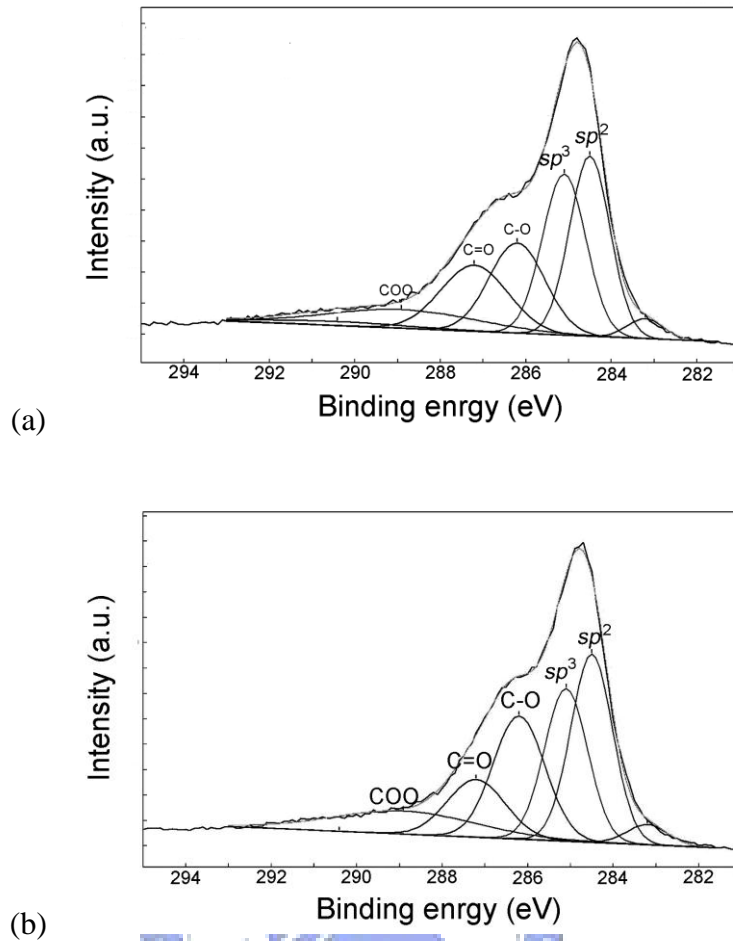 Intensity (a.u.)
sp³
sp²
C-O
C=O
COO
294 292 290 288 286 284 282
Binding enrgy (eV)
(a)
Intensity (a.u.)
sp²
sp³
C-O
C=O
COO
294 292 290 288 286 284 282
Binding enrgy (eV)
(b)